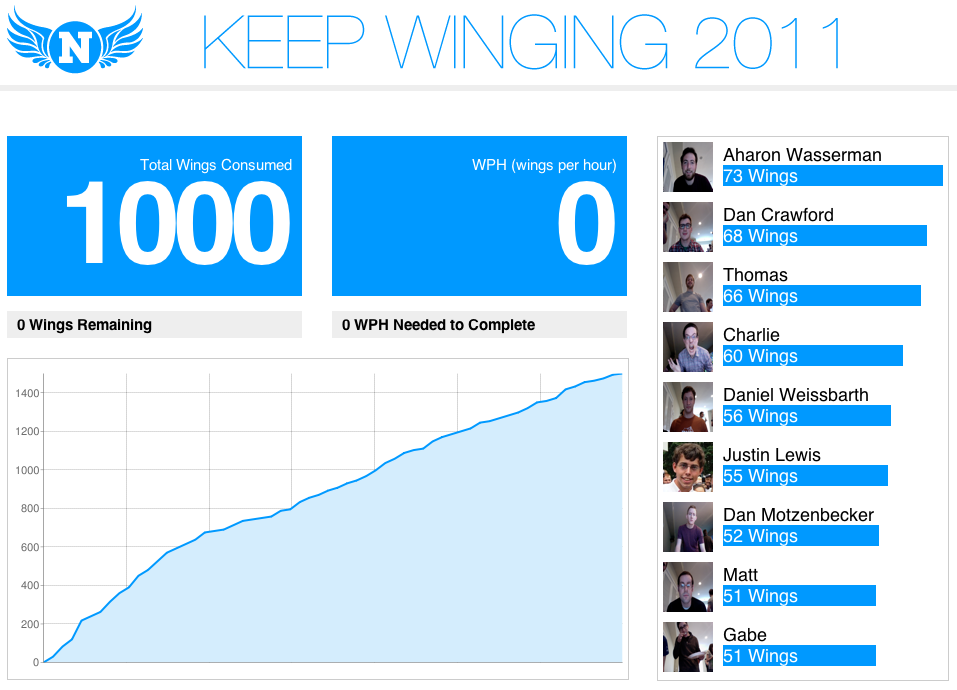 N
KEEP WINGING 2011
Total Wings Consumed
1000
0 Wings Remaining
WPH (wings per hour)
0
0 WPH Needed to Complete
1400
1200
1000
800
600
400
200
0
Aharon Wasserman
73 Wings
Dan Crawford
68 Wings
Thomas
66 Wings
Charlie
60 Wings
Daniel Weissbarth
56 Wings
Justin Lewis
55 Wings
Dan Motzenbecker
52 Wings
Matt
51 Wings
Gabe
51 Wings